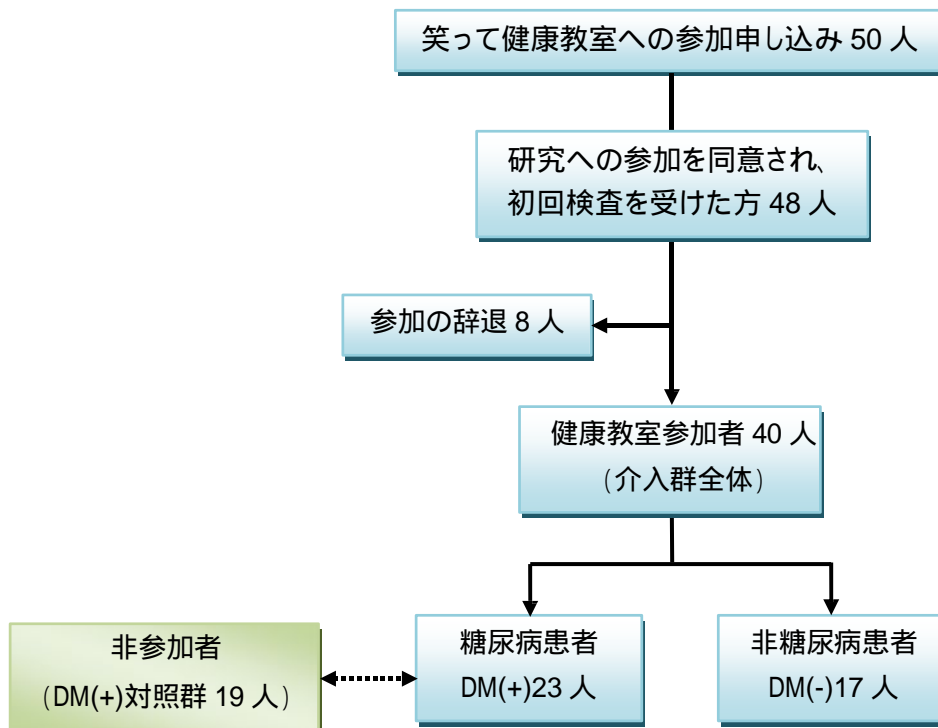 笑って健康教室への参加申し込み 50 人
研究への参加を同意され、
初回検査を受けた方 48 人
参加の辞退 8 人
健康教室参加者 40 人
（介入群全体）
非参加者
（DM(+)対照群 19 人）
糖尿病患者
DM(+)23 人
非糖尿病患者
DM(-)17 人